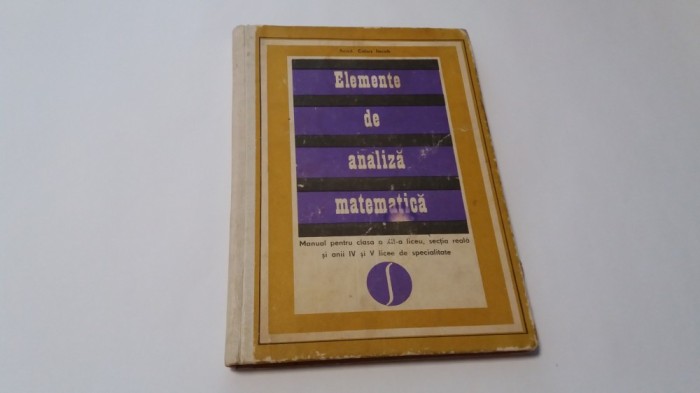 Elemente
de
analiză
matematică
Manual pentru clasa a XII-a liceu, secția reală
și anii IV și V licee de specialitate